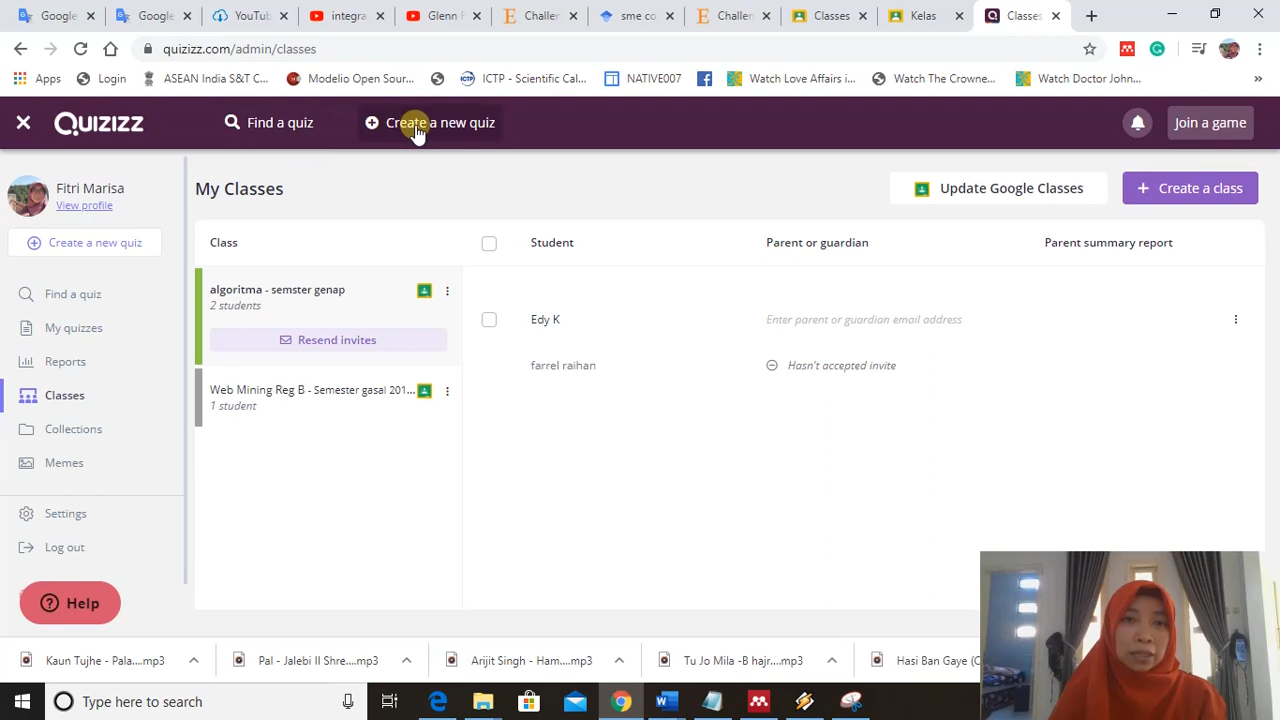 Google
Google
YouTube
integra
Glenn F
Challen
sme co
Challen
Classes
Kelas
Classes
quizizz.com/admin/classes
Apps
Login
ASEAN India S&T C...
Modelio Open Sour...
ICTP - Scientific Cal...
NATIVE007
Watch Love Affairs i...
Watch The Crowne...
Watch Doctor John...
Quizizz
Find a quiz
Create a new quiz
Join a game
Fitri Marisa
View profile
My Classes
Update Google Classes
Create a class
Create a new quiz
Class
Student
Parent or guardian
Parent summary report
Find a quiz
My quizzes
Reports
Classes
Collections
Memes
Settings
Log out
Help
algoritma - semster genap
2 students
Resend invites
Web Mining Reg B - Semester gasal 201...
1 student
Edy K
Enter parent or guardian email address
farrel raihan
Hasn't accepted invite
Kaun Tujhe - Pala....mp3
Pal - Jalebi II Shre....mp3
Arijit Singh - Ham....mp3
Tu Jo Mila -B hajr....mp3
Hasi Ban Gaye (C
Type here to search